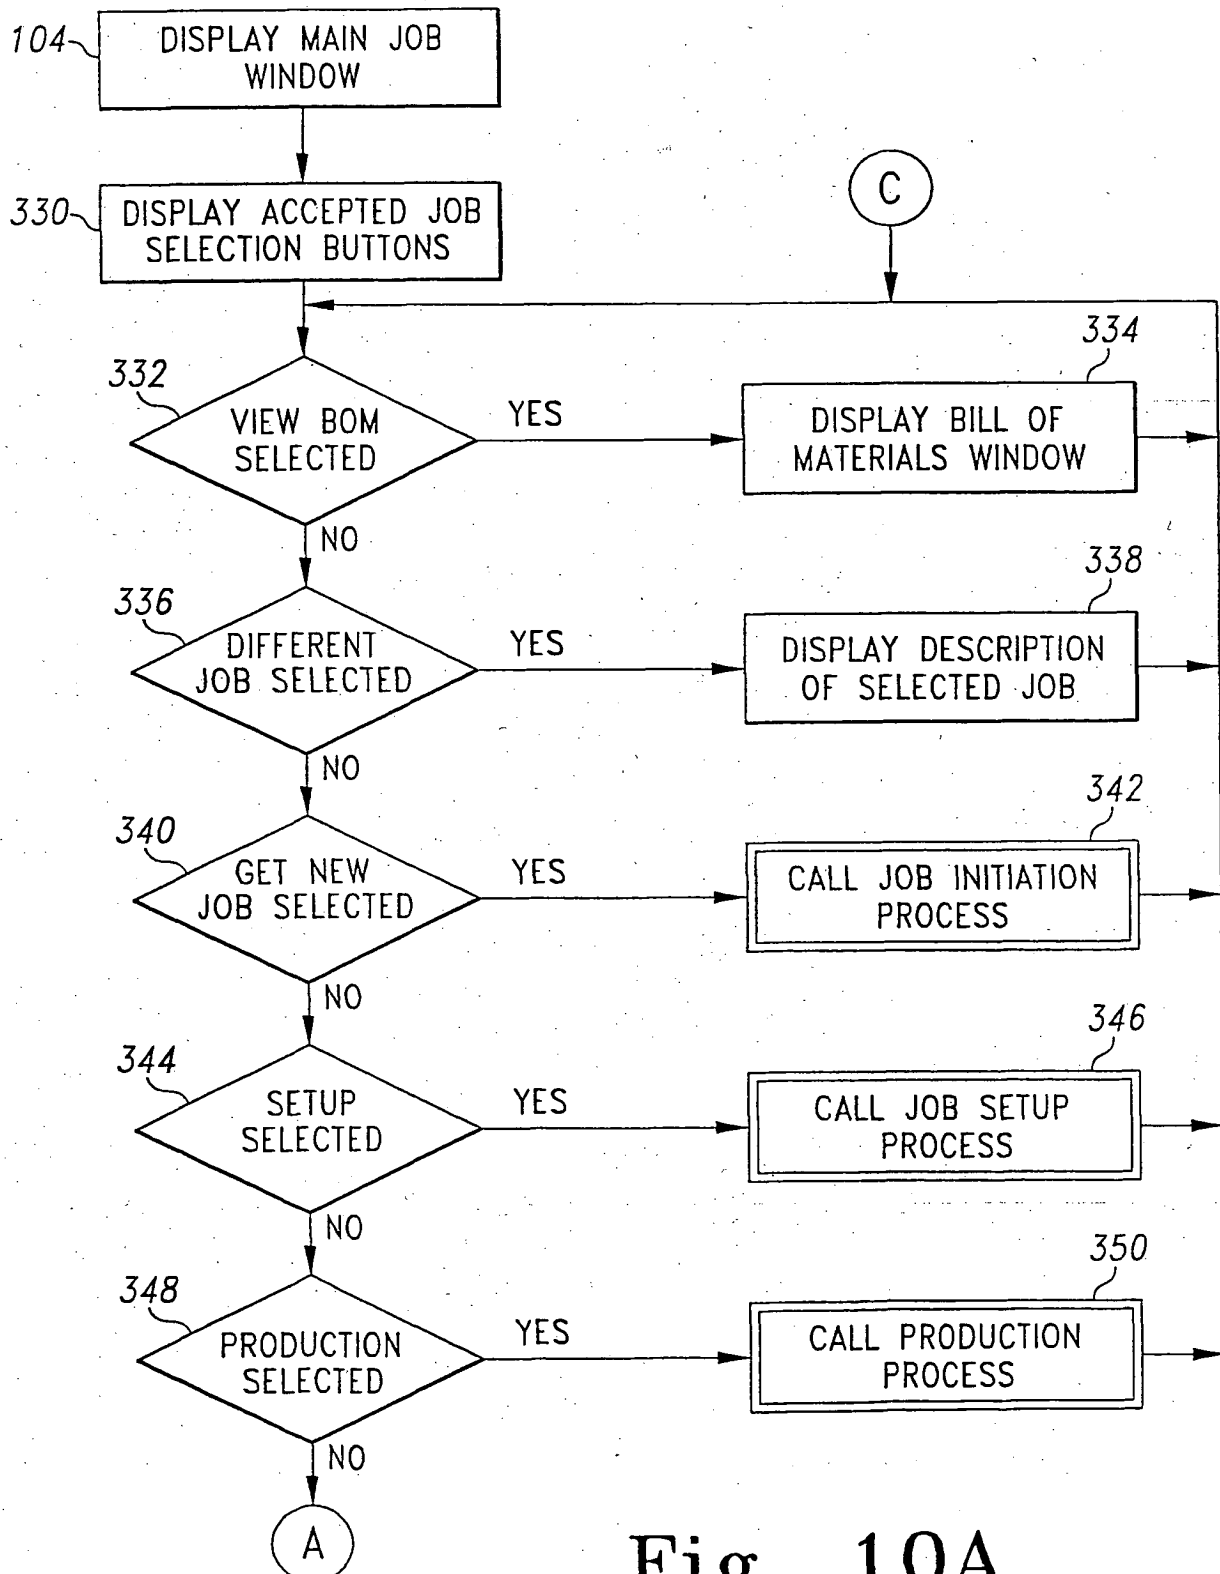 104
DISPLAY MAIN JOB
WINDOW
330
DISPLAY ACCEPTED JOB
SELECTION BUTTONS
C
332
VIEW BOM
SELECTED
YES
334
DISPLAY BILL OF
MATERIALS WINDOW
NO
336
DIFFERENT
JOB SELECTED
YES
338
DISPLAY DESCRIPTION
OF SELECTED JOB
NO
340
GET NEW
JOB SELECTED
YES
342
CALL JOB INITIATION
PROCESS
NO
344
SETUP
SELECTED
YES
346
CALL JOB SETUP
PROCESS
NO
348
PRODUCTION
SELECTED
YES
350
CALL PRODUCTION
PROCESS
NO
A
Fig. 10A